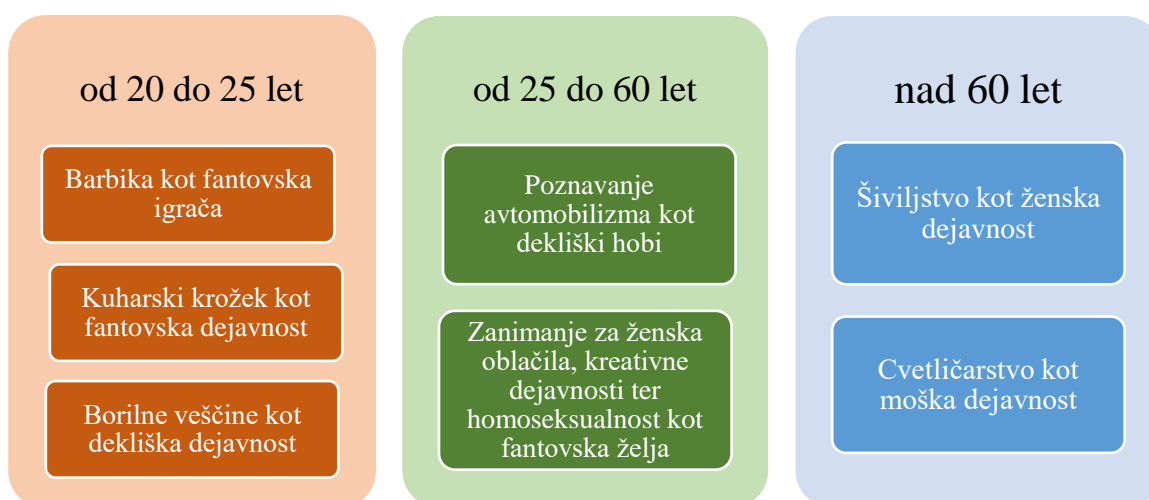 od 20 do 25 let
Barbika kot fantovska
igrača
Kuharski krožek kot
fantovska dejavnost
Borilne veščine kot
dekliška dejavnost
od 25 do 60 let
Poznavanje
avtomobilizma kot
dekliški hobi
Zanimanje za ženska
oblačila, kreativne
dejavnosti ter
homoseksualnost kot
fantovska želja
nad 60 let
Šiviljstvo kot ženska
dejavnost
Cvetličarstvo kot
moška dejavnost